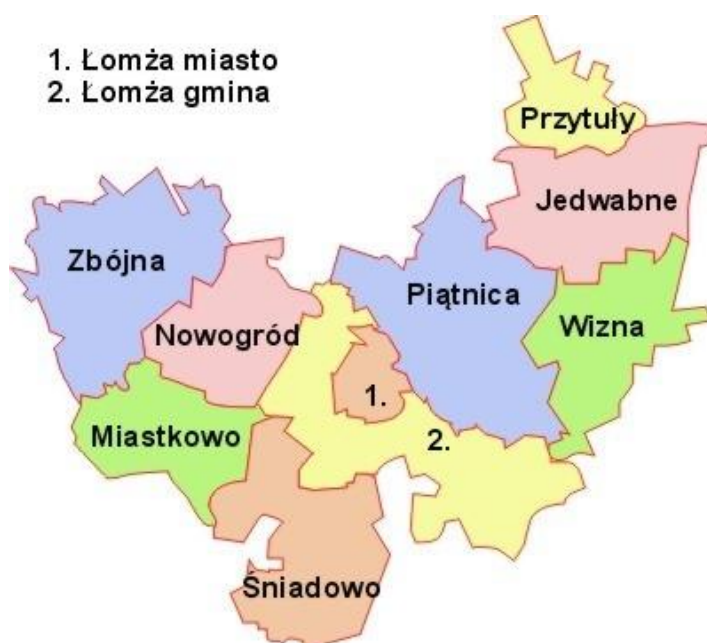 1. Łomża miasto
2. Łomża gmina
Przytuły
Jedwabne
Zbójna
Piątnica
Nowogród
Wizna
1.
Miastkowo
2.
Śniadowo